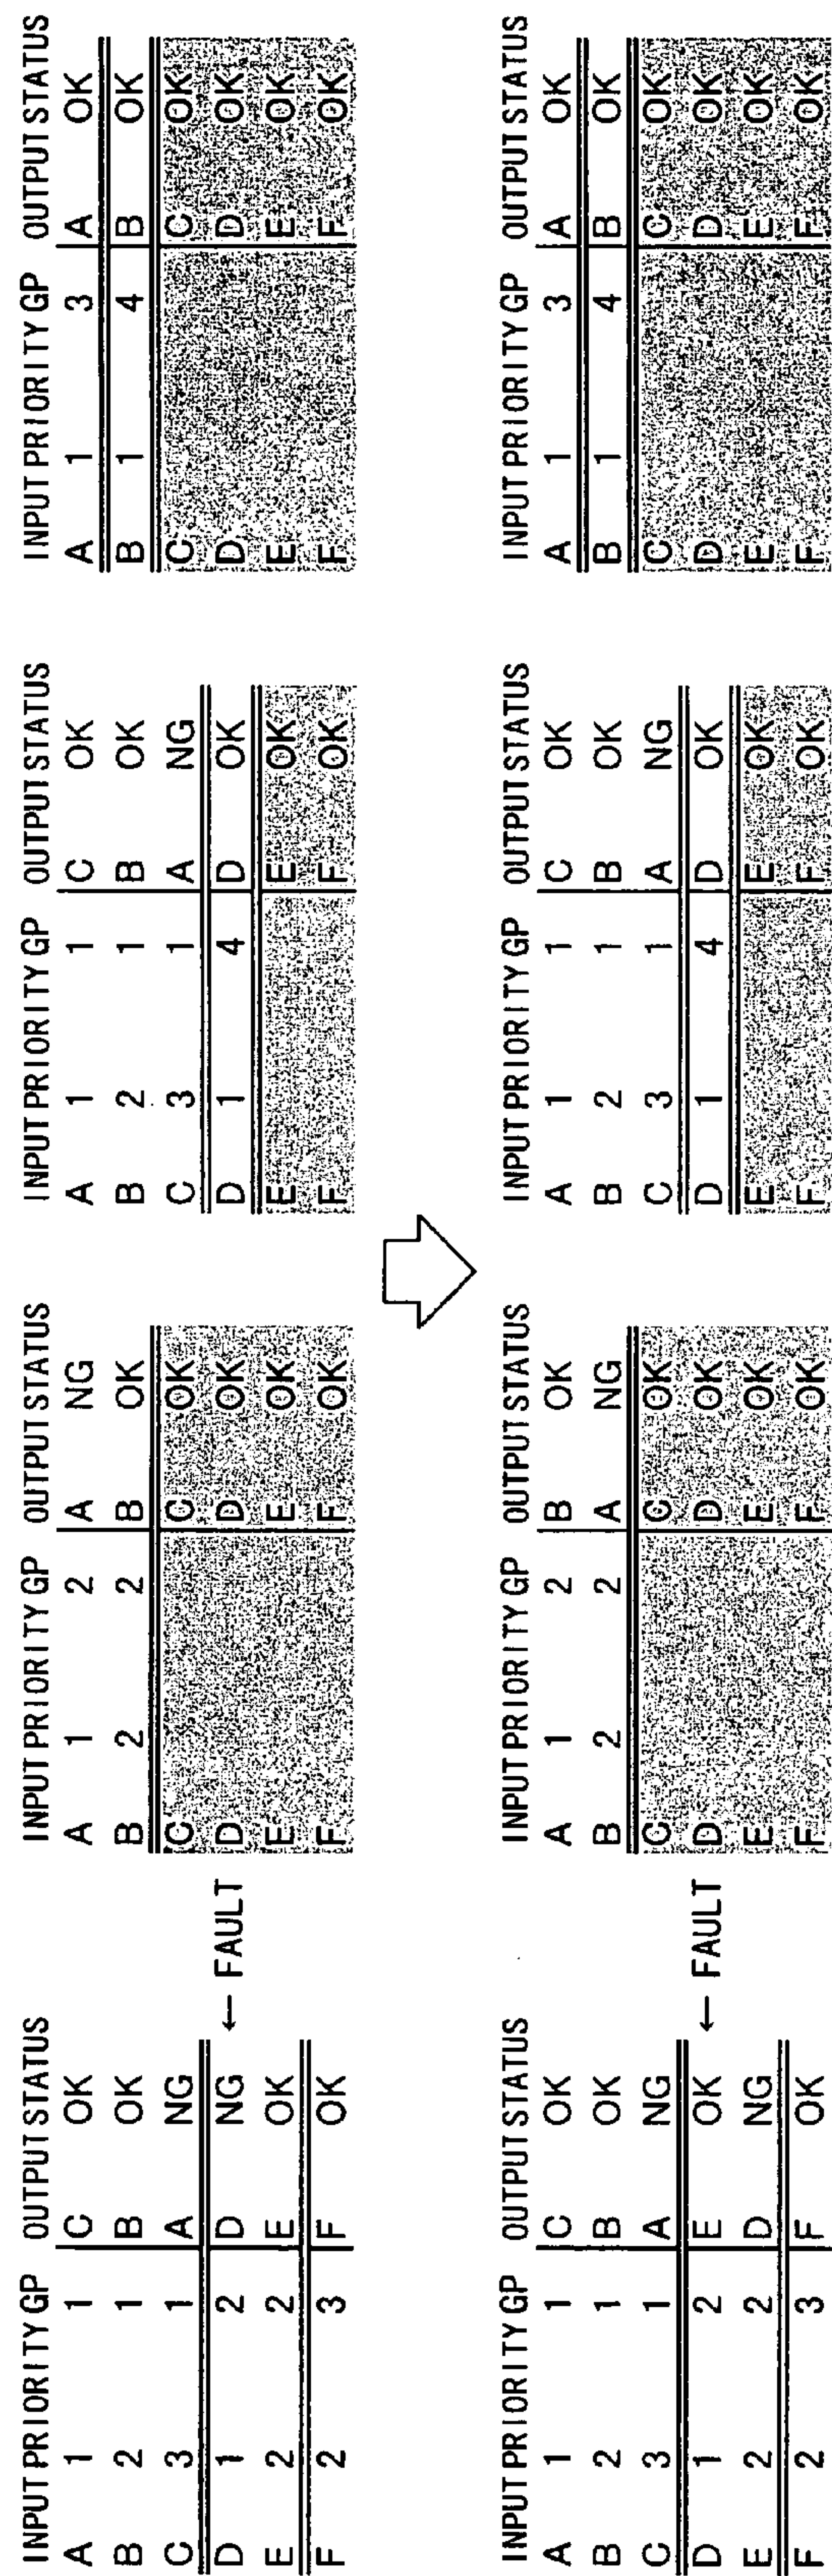 INPUT PRIORITY GP OUTPUT STATUS
A 1 1 C OK
B 2 1 B OK
C 3 1 A NG
D 1 2 D NG ← FAULT
E 2 2 E OK
F 2 3 F OK
INPUT PRIORITY GP OUTPUT STATUS
A 1 2 A NG
B 2 2 B OK
C C OK
D D OK
E E OK
F F OK
INPUT PRIORITY GP OUTPUT STATUS
A 1 1 C OK
B 2 1 B OK
C 3 1 A NG
D 1 4 D OK
E E OK
F F OK
INPUT PRIORITY GP OUTPUT STATUS
A 1 3 A OK
B 1 4 B OK
C C OK
D D OK
E E OK
F F OK
INPUT PRIORITY GP OUTPUT STATUS
A 1 1 C OK
B 2 1 B OK
C 3 1 A NG
D 1 2 E OK ← FAULT
E 2 2 D NG
F 2 3 F OK
INPUT PRIORITY GP OUTPUT STATUS
A 1 2 B OK
B 2 2 A NG
C C OK
D D OK
E E OK
F F OK
INPUT PRIORITY GP OUTPUT STATUS
A 1 1 C OK
B 2 1 B OK
C 3 1 A NG
D 1 4 D OK
E E OK
F F OK
INPUT PRIORITY GP OUTPUT STATUS
A 1 3 A OK
B 1 4 B OK
C C OK
D D OK
E E OK
F F OK